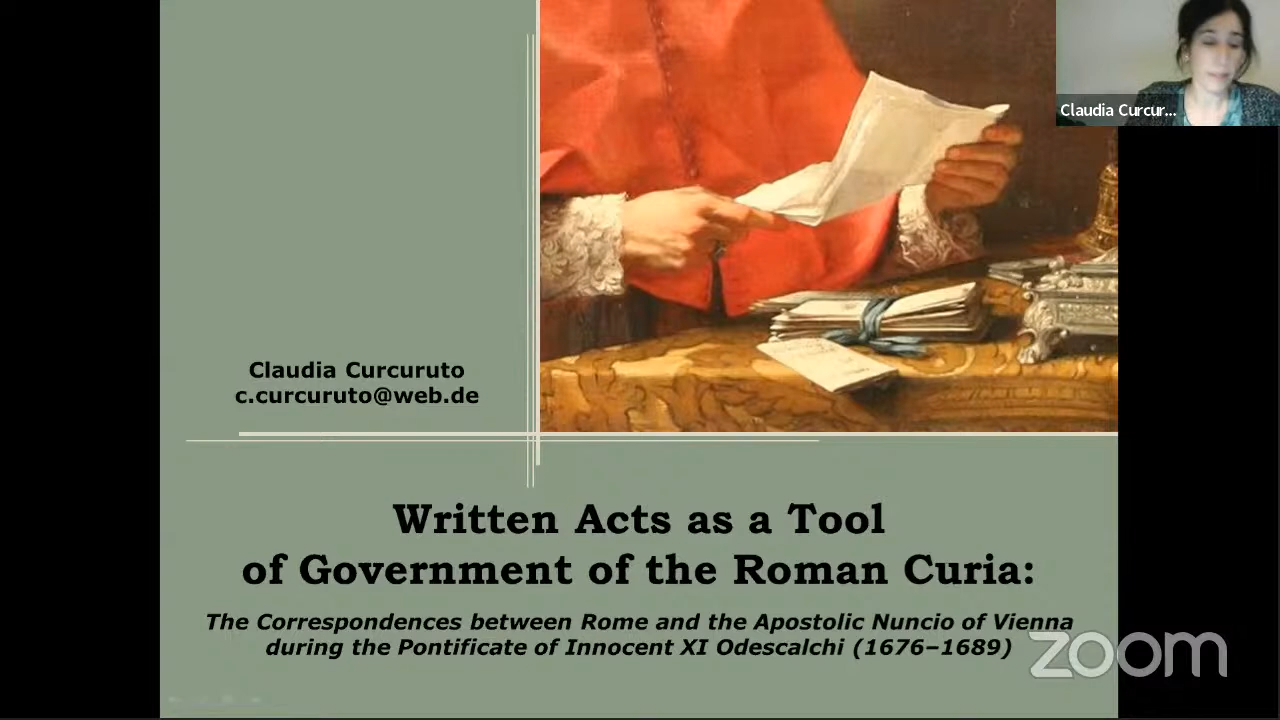 Claudia Curcur...
Claudia Curcuruto
c.curcuruto@web.de
Written Acts as a Tool
of Government of the Roman Curia:
The Correspondences between Rome and the Apostolic Nuncio of Vienna
during the Pontificate of Innocent XI Odescalchi (1676–1689)
zoom